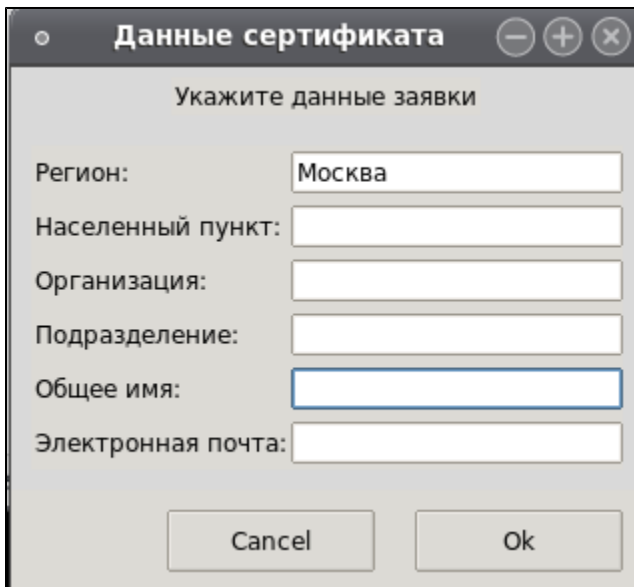 Данные сертификата
Укажите данные заявки
Регион: Москва
Населенный пункт:
Организация:
Подразделение:
Общее имя:
Электронная почта:
Cancel Ok